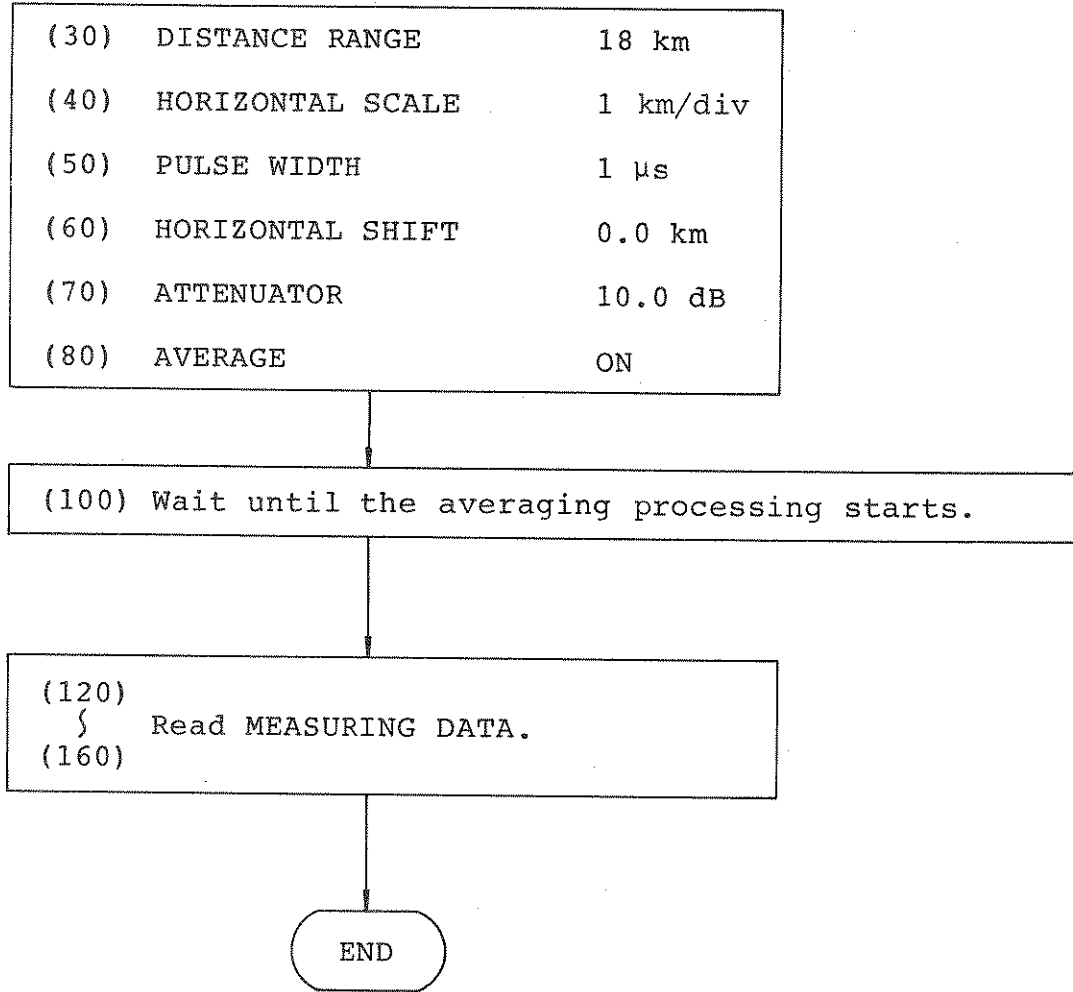 (30) DISTANCE RANGE 18 km
(40) HORIZONTAL SCALE 1 km/div
(50) PULSE WIDTH 1 μs
(60) HORIZONTAL SHIFT 0.0 km
(70) ATTENUATOR 10.0 dB
(80) AVERAGE ON
(100) Wait until the averaging processing starts.
(120)
∫ Read MEASURING DATA.
(160)
END